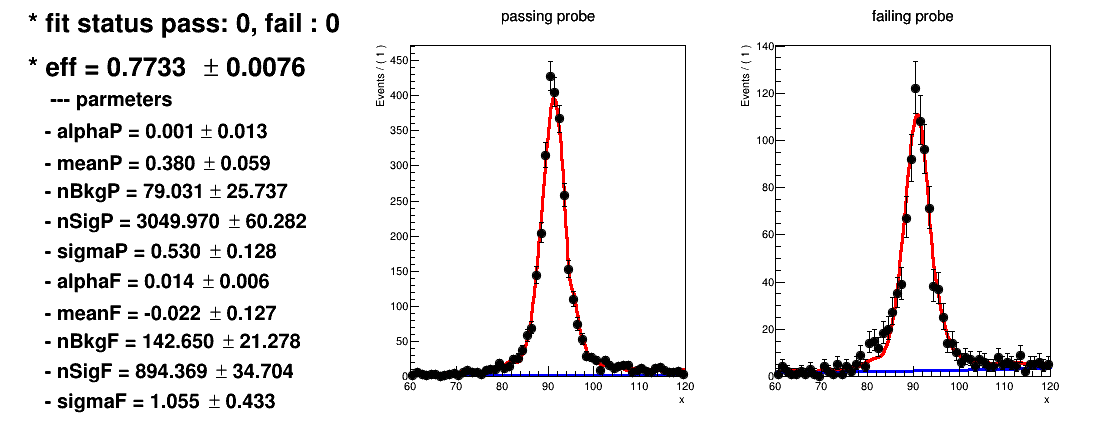 * fit status pass: 0, fail : 0
* eff = 0.7733 ± 0.0076
--- parmeters
- alphaP = 0.001 ± 0.013
- meanP = 0.380 ± 0.059
- nBkgP = 79.031 ± 25.737
- nSigP = 3049.970 ± 60.282
- sigmaP = 0.530 ± 0.128
- alphaF = 0.014 ± 0.006
- meanF = -0.022 ± 0.127
- nBkgF = 142.650 ± 21.278
- nSigF = 894.369 ± 34.704
- sigmaF = 1.055 ± 0.433
passing probe
Events / ( 1 )
450
400
350
300
250
200
150
100
50
0
60 70 80 90 100 110 120
x
failing probe
Events / ( 1 )
140
120
100
80
60
40
20
0
60 70 80 90 100 110 120
x